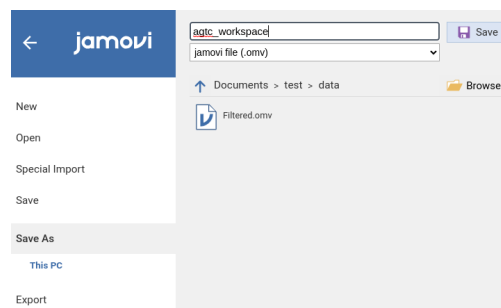 jamovi
agtc_workspace
Save
jamovi file (.omv)
Documents > test > data
Browse
Filtered.omv
New
Open
Special Import
Save
Save As
This PC
Export